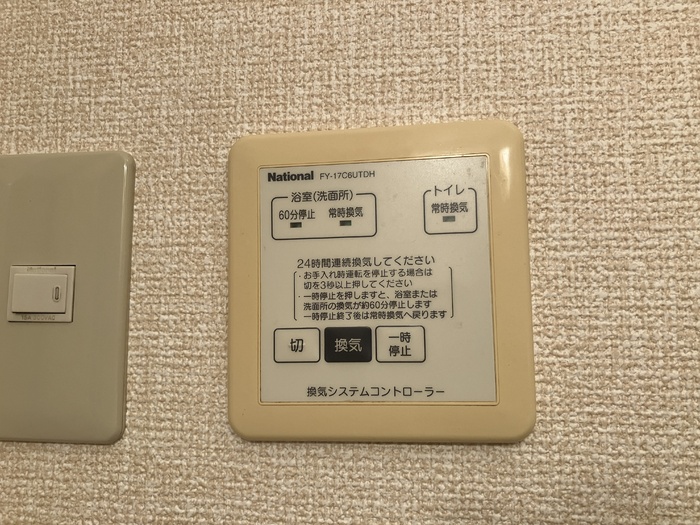 National FY-17C6UTDH
浴室(洗面所)
60分停止 常時換気
トイレ
常時換気
24時間連続換気してください
・お手入れ時運転を停止する場合は
切を3秒以上押してください
・一時停止を押しますと、浴室または
洗面所の換気が約60分停止します
一時停止終了後は常時換気へ戻ります
切 換気 一時
停止
換気システムコントローラー